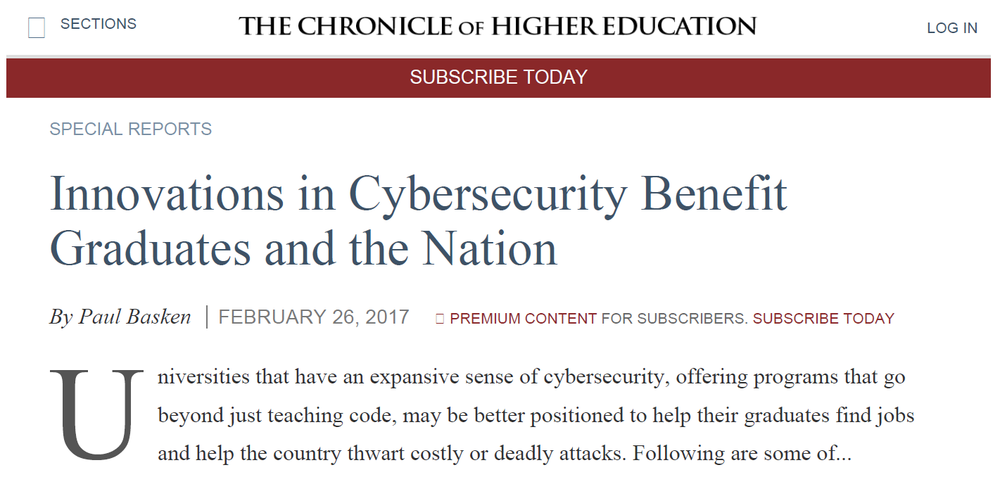 SECTIONS
THE CHRONICLE OF HIGHER EDUCATION
LOG IN
SUBSCRIBE TODAY
SPECIAL REPORTS
Innovations in Cybersecurity Benefit
Graduates and the Nation
By Paul Basken | FEBRUARY 26, 2017 PREMIUM CONTENT FOR SUBSCRIBERS. SUBSCRIBE TODAY
Universities that have an expansive sense of cybersecurity, offering programs that go
beyond just teaching code, may be better positioned to help their graduates find jobs
and help the country thwart costly or deadly attacks. Following are some of...